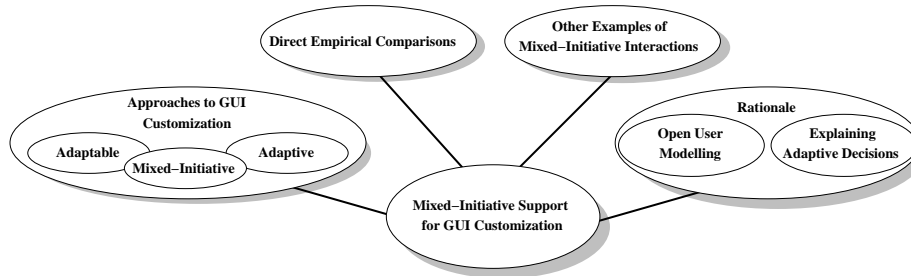 Direct Empirical Comparisons
Other Examples of
Mixed−Initiative Interactions
Approaches to GUI
Customization
Adaptable
Mixed−Initiative
Adaptive
Rationale
Open User
Modelling
Explaining
Adaptive Decisions
Mixed−Initiative Support
for GUI Customization